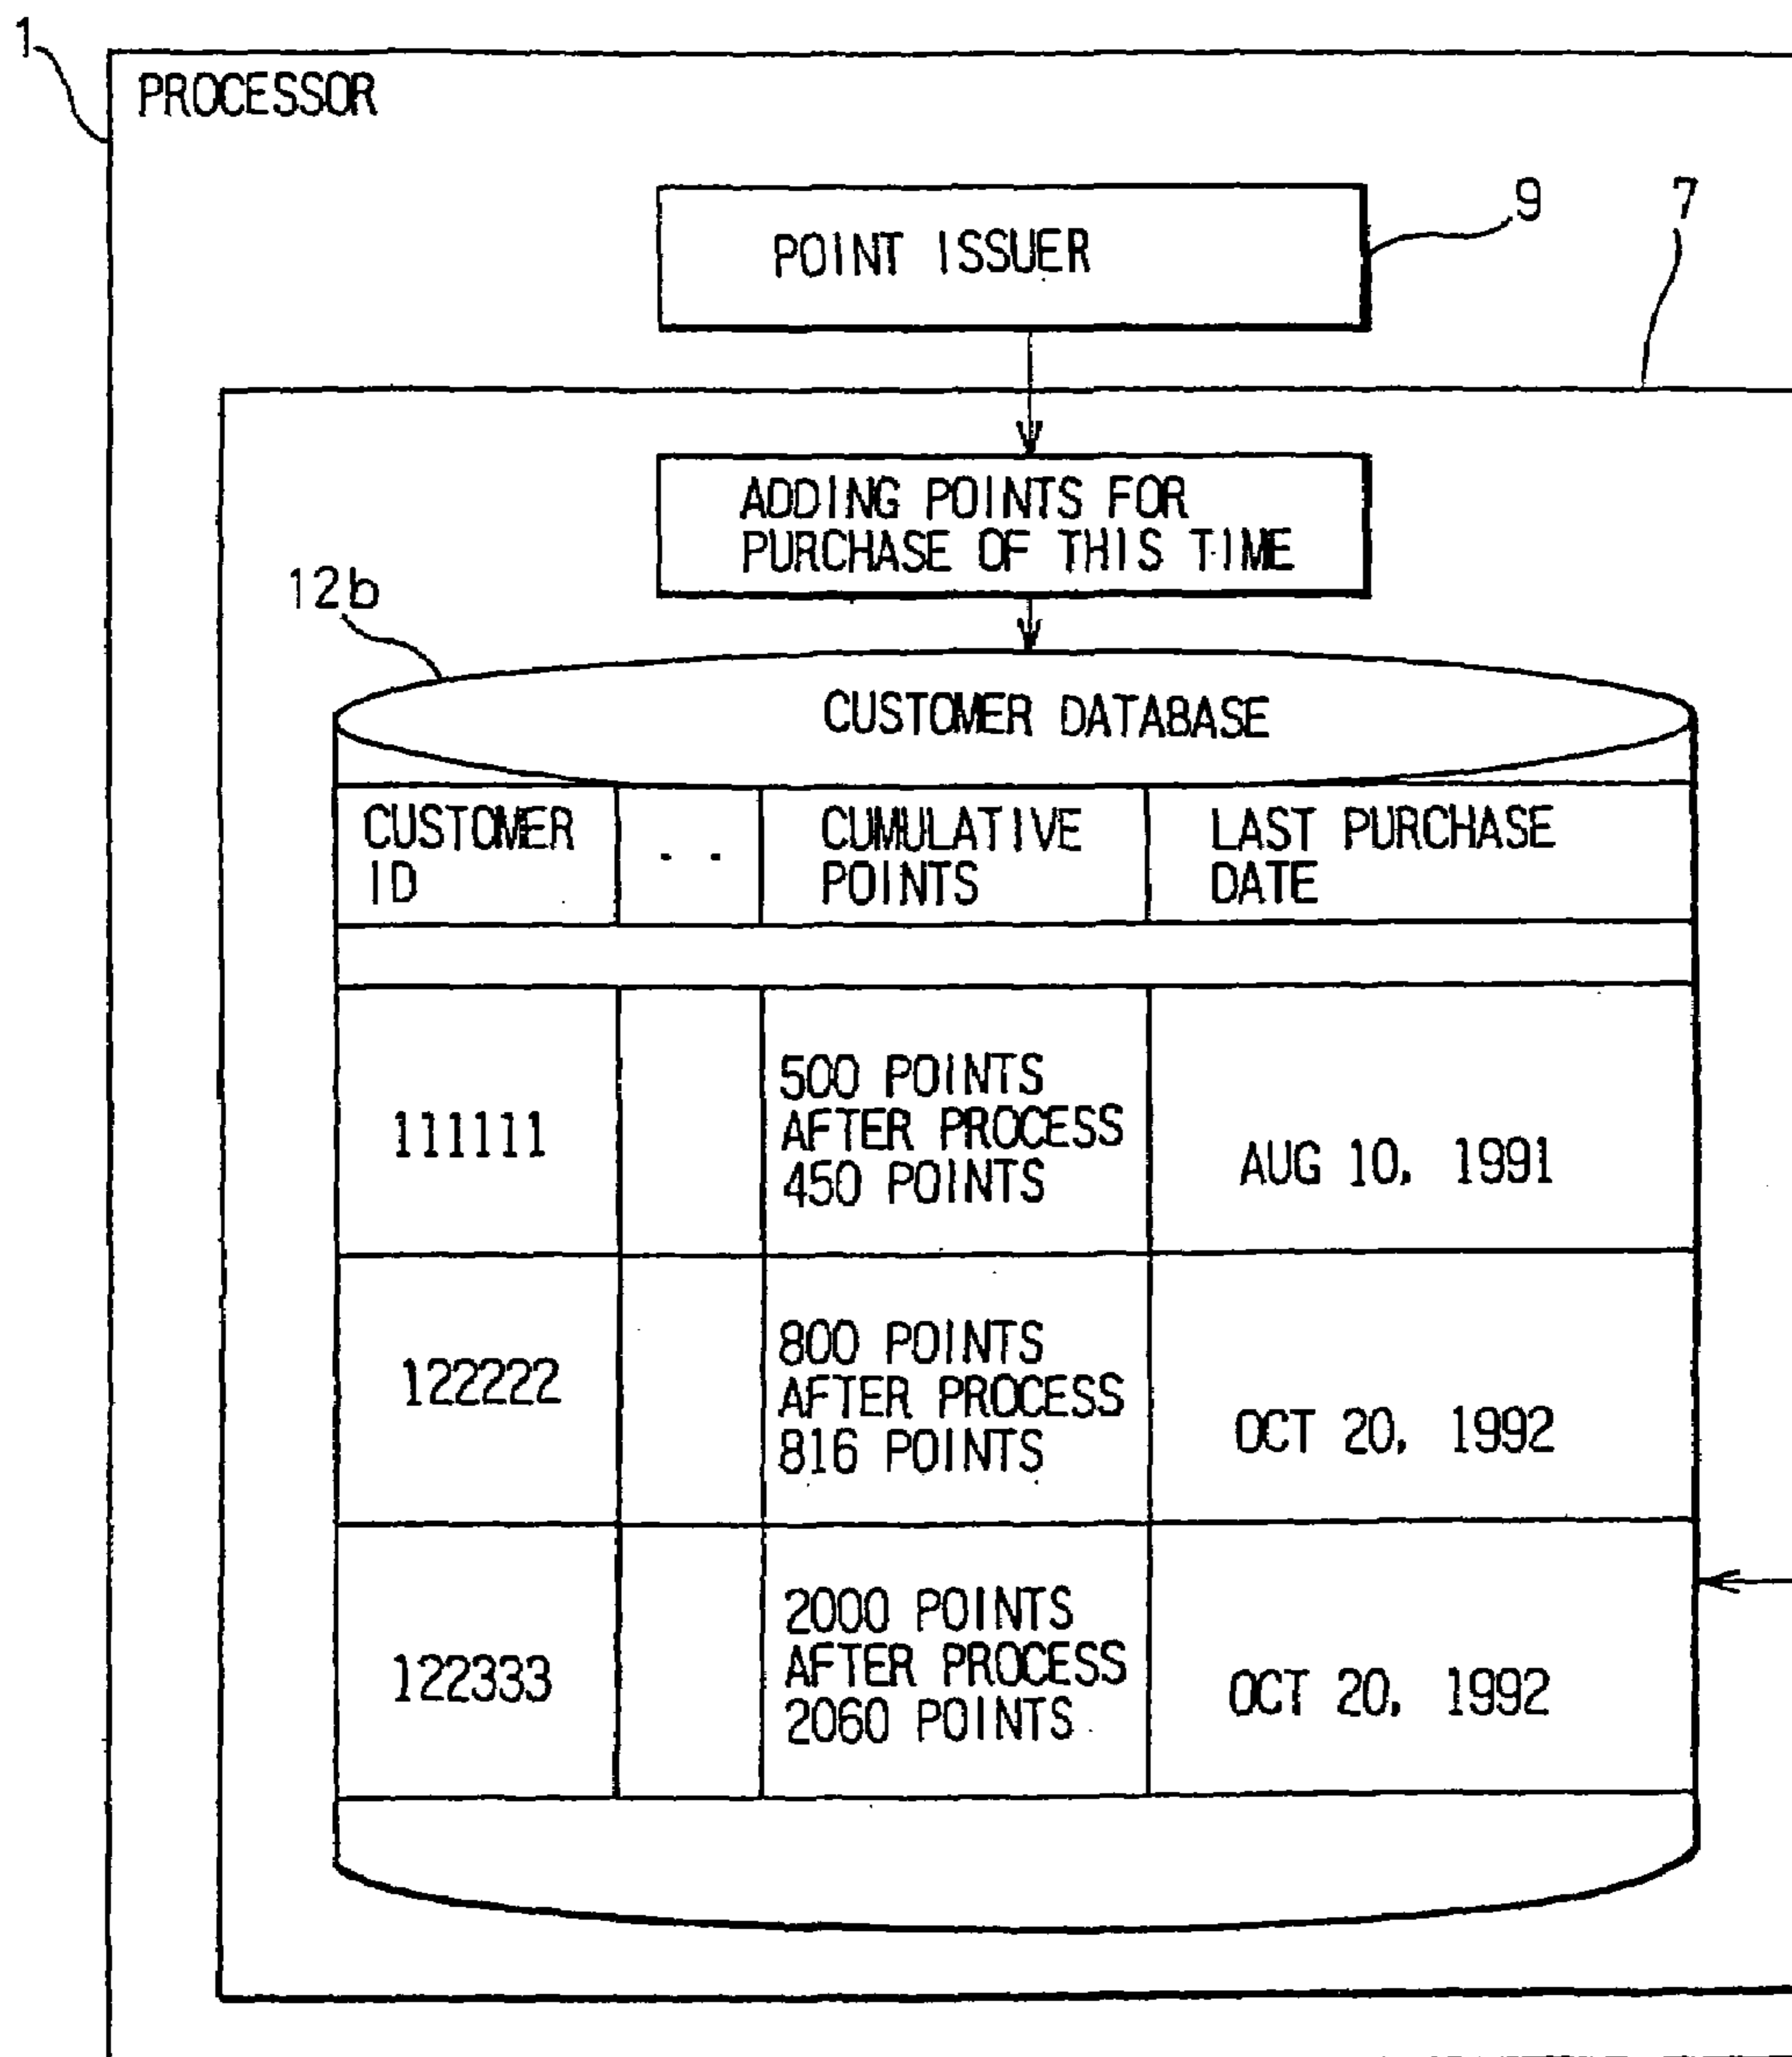 1
PROCESSOR
9
7
POINT ISSUER
ADDING POINTS FOR
PURCHASE OF THIS TIME
12b
CUSTOMER DATABASE
CUSTOMER
ID
. .
CUMULATIVE
POINTS
LAST PURCHASE
DATE
111111
500 POINTS
AFTER PROCESS
450 POINTS
AUG 10, 1991
122222
800 POINTS
AFTER PROCESS
816 POINTS
OCT 20, 1992
122333
2000 POINTS
AFTER PROCESS
2060 POINTS
OCT 20, 1992